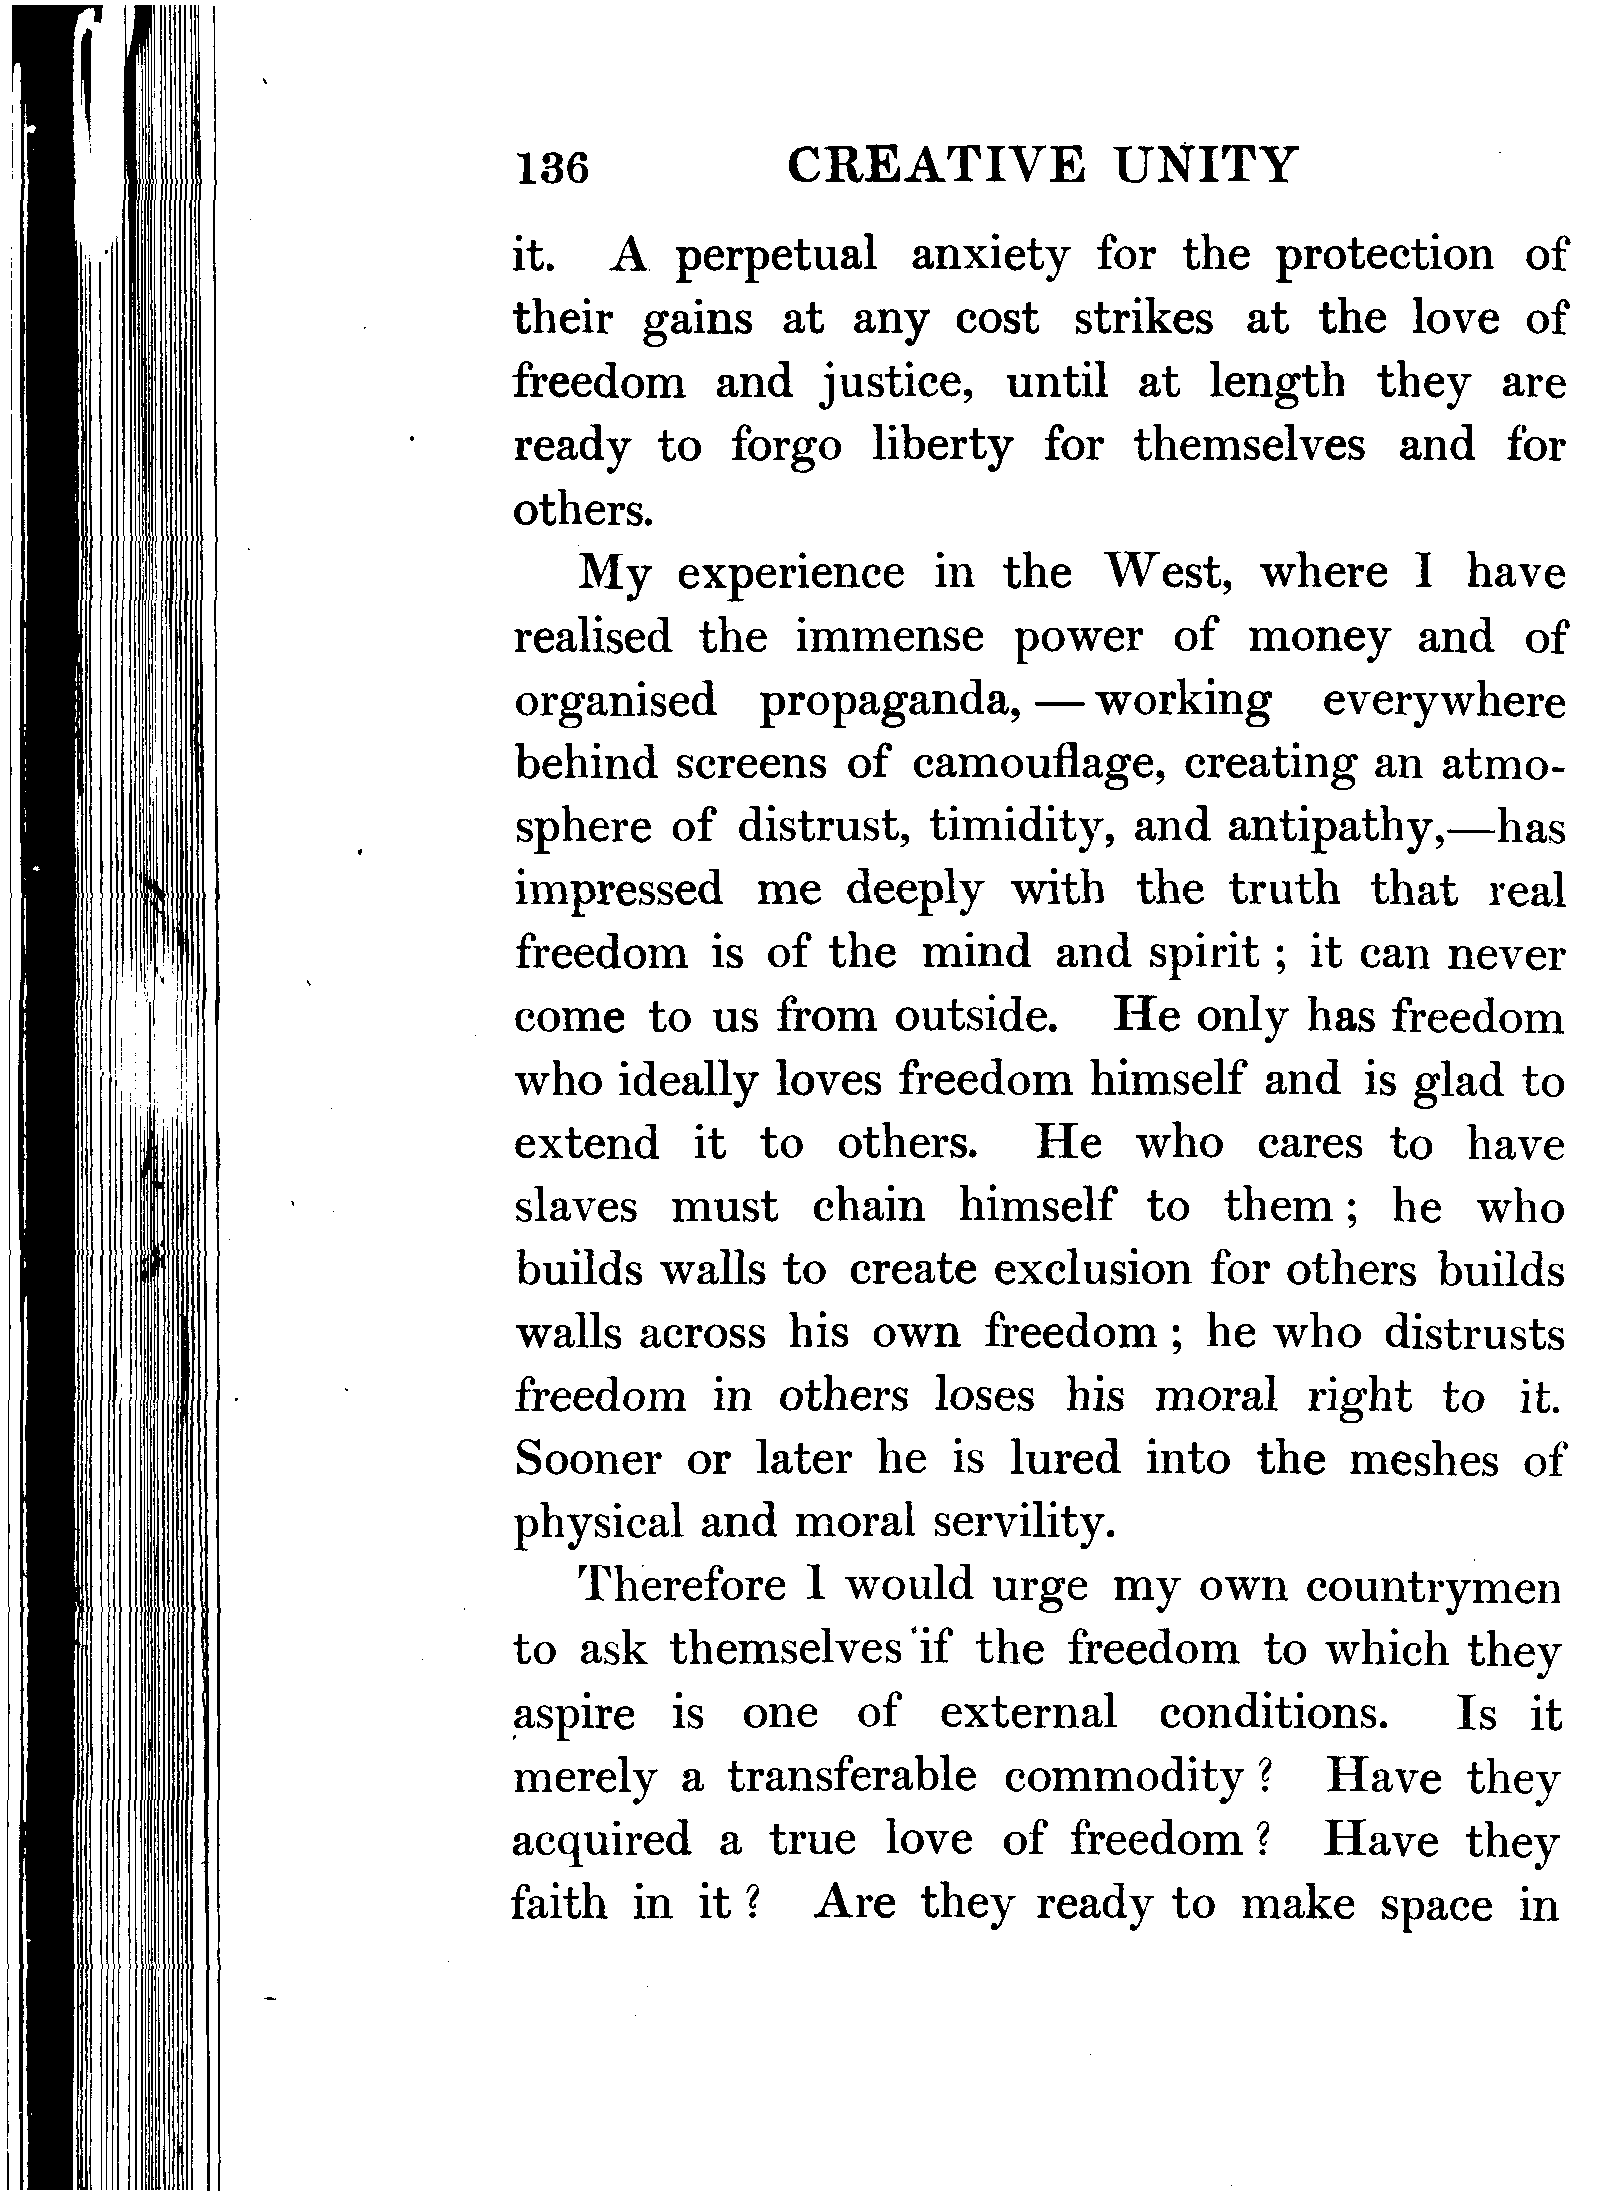 136 CREATIVE UNITY
it. A perpetual anxiety for the protection of
their gains at any cost strikes at the love of
freedom and justice, until at length they are
ready to forgo liberty for themselves and for
others.
My experience in the West, where I have
realised the immense power of money and of
organised propaganda, — working everywhere
behind screens of camouflage, creating an atmo-
sphere of distrust, timidity, and antipathy,—has
impressed me deeply with the truth that real
freedom is of the mind and spirit ; it can never
come to us from outside. He only has freedom
who ideally loves freedom himself and is glad to
extend it to others. He who cares to have
slaves must chain himself to them ; he who
builds walls to create exclusion for others builds
walls across his own freedom ; he who distrusts
freedom in others loses his moral right to it.
Sooner or later he is lured into the meshes of
physical and moral servility.
Therefore I would urge my own countrymen
to ask themselves if the freedom to which they
aspire is one of external conditions. Is it
merely a transferable commodity ? Have they
acquired a true love of freedom ? Have they
faith in it ? Are they ready to make space in